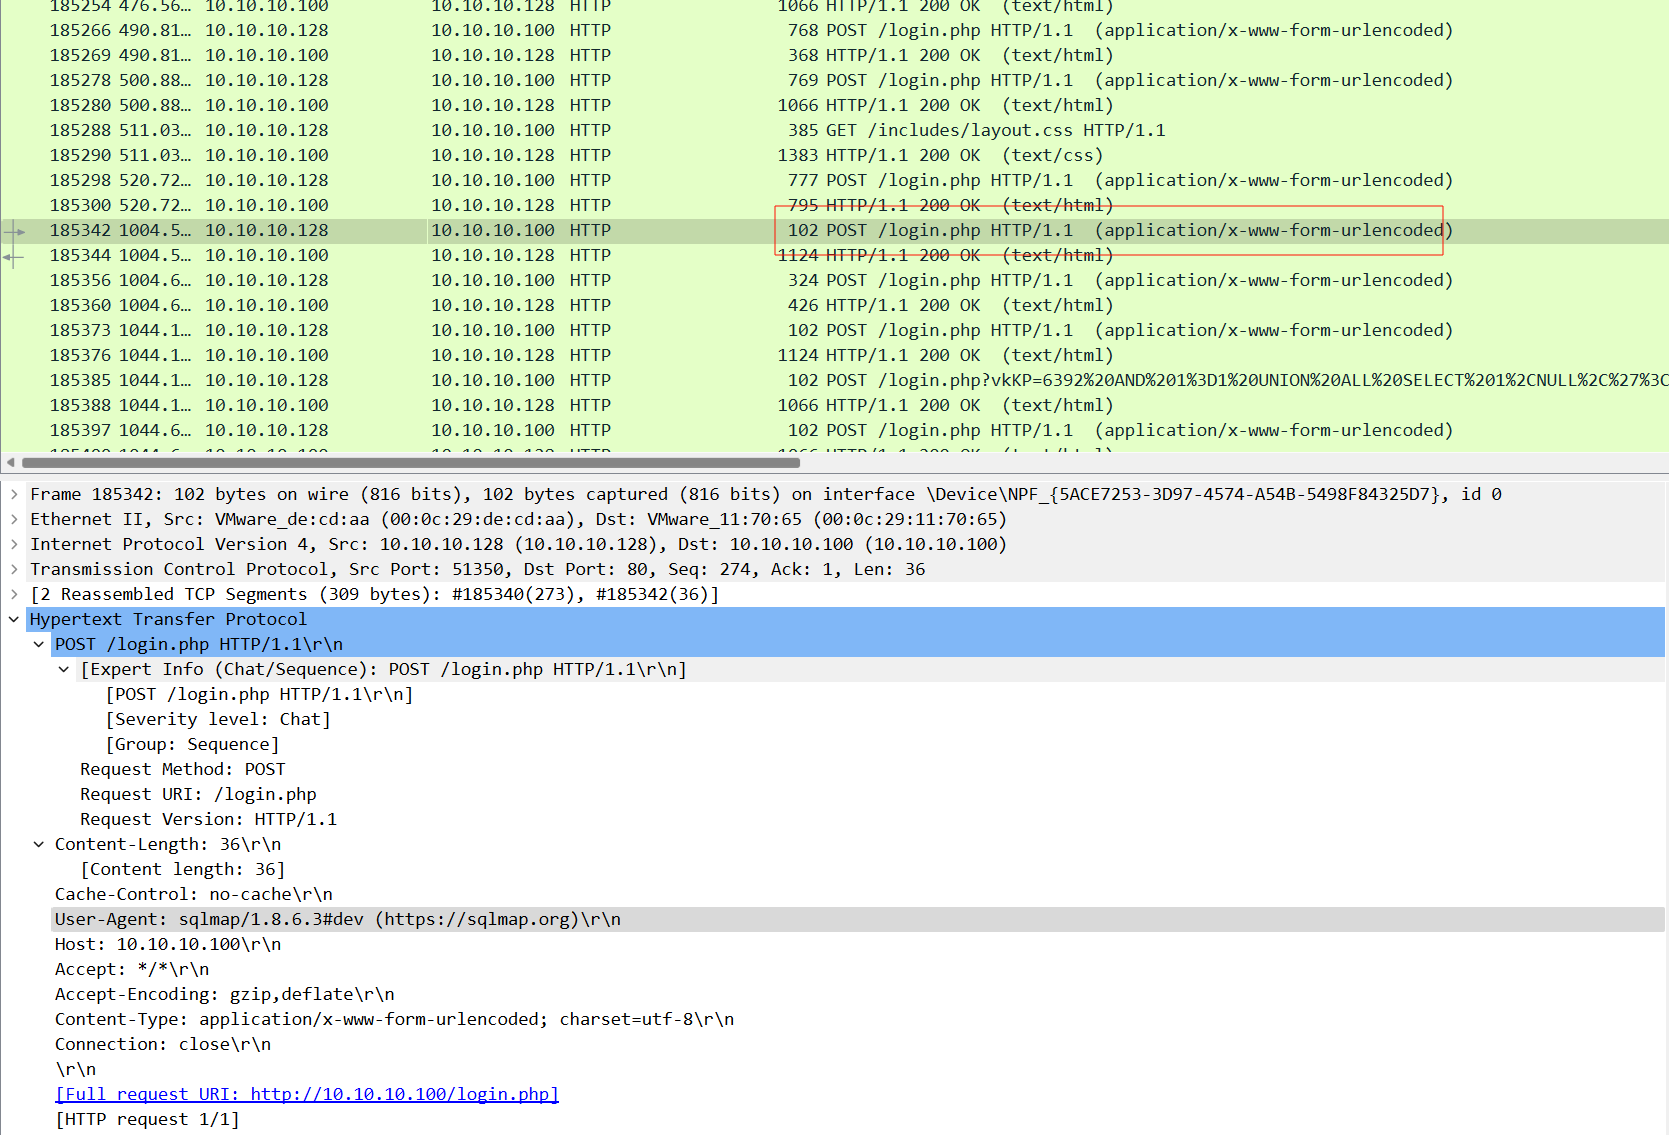 185254 476.56… 10.10.10.100 10.10.10.128 HTTP 1066 HTTP/1.1 200 OK (text/html)
185266 490.81… 10.10.10.128 10.10.10.100 HTTP 768 POST /login.php HTTP/1.1 (application/x-www-form-urlencoded)
185269 490.81… 10.10.10.100 10.10.10.128 HTTP 368 HTTP/1.1 200 OK (text/html)
185278 500.88… 10.10.10.128 10.10.10.100 HTTP 769 POST /login.php HTTP/1.1 (application/x-www-form-urlencoded)
185280 500.88… 10.10.10.100 10.10.10.128 HTTP 1066 HTTP/1.1 200 OK (text/html)
185288 511.03… 10.10.10.128 10.10.10.100 HTTP 385 GET /includes/layout.css HTTP/1.1
185290 511.03… 10.10.10.100 10.10.10.128 HTTP 1383 HTTP/1.1 200 OK (text/css)
185298 520.72… 10.10.10.128 10.10.10.100 HTTP 777 POST /login.php HTTP/1.1 (application/x-www-form-urlencoded)
185300 520.72… 10.10.10.100 10.10.10.128 HTTP 795 HTTP/1.1 200 OK (text/html)
185342 1004.5… 10.10.10.128 10.10.10.100 HTTP 102 POST /login.php HTTP/1.1 (application/x-www-form-urlencoded)
185344 1004.5… 10.10.10.100 10.10.10.128 HTTP 1124 HTTP/1.1 200 OK (text/html)
185356 1004.6… 10.10.10.128 10.10.10.100 HTTP 324 POST /login.php HTTP/1.1 (application/x-www-form-urlencoded)
185360 1004.6… 10.10.10.100 10.10.10.128 HTTP 426 HTTP/1.1 200 OK (text/html)
185373 1044.1… 10.10.10.128 10.10.10.100 HTTP 102 POST /login.php HTTP/1.1 (application/x-www-form-urlencoded)
185376 1044.1… 10.10.10.100 10.10.10.128 HTTP 1124 HTTP/1.1 200 OK (text/html)
185385 1044.1… 10.10.10.128 10.10.10.100 HTTP 102 POST /login.php?vkKP=6392%20AND%201%3D1%20UNION%20ALL%20SELECT%201%2CNULL%2C%27%3C
185388 1044.1… 10.10.10.100 10.10.10.128 HTTP 1066 HTTP/1.1 200 OK (text/html)
185397 1044.6… 10.10.10.128 10.10.10.100 HTTP 102 POST /login.php HTTP/1.1 (application/x-www-form-urlencoded)
Frame 185342: 102 bytes on wire (816 bits), 102 bytes captured (816 bits) on interface \Device\NPF_{5ACE7253-3D97-4574-A54B-5498F84325D7}, id 0
Ethernet II, Src: VMware_de:cd:aa (00:0c:29:de:cd:aa), Dst: VMware_11:70:65 (00:0c:29:11:70:65)
Internet Protocol Version 4, Src: 10.10.10.128 (10.10.10.128), Dst: 10.10.10.100 (10.10.10.100)
Transmission Control Protocol, Src Port: 51350, Dst Port: 80, Seq: 274, Ack: 1, Len: 36
[2 Reassembled TCP Segments (309 bytes): #185340(273), #185342(36)]
Hypertext Transfer Protocol
POST /login.php HTTP/1.1\r\n
[Expert Info (Chat/Sequence): POST /login.php HTTP/1.1\r\n]
[POST /login.php HTTP/1.1\r\n]
[Severity level: Chat]
[Group: Sequence]
Request Method: POST
Request URI: /login.php
Request Version: HTTP/1.1
Content-Length: 36\r\n
[Content length: 36]
Cache-Control: no-cache\r\n
User-Agent: sqlmap/1.8.6.3#dev (https://sqlmap.org)\r\n
Host: 10.10.10.100\r\n
Accept: */*\r\n
Accept-Encoding: gzip,deflate\r\n
Content-Type: application/x-www-form-urlencoded; charset=utf-8\r\n
Connection: close\r\n
\r\n
[Full request URI: http://10.10.10.100/login.php]
[HTTP request 1/1]